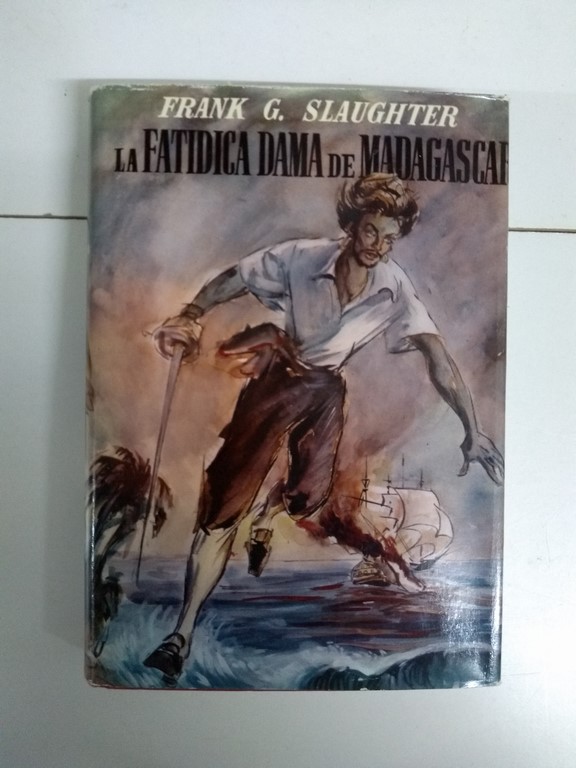 FRANK G. SLAUGHTER
LA FATIDICA DAMA DE MADAGASCAR